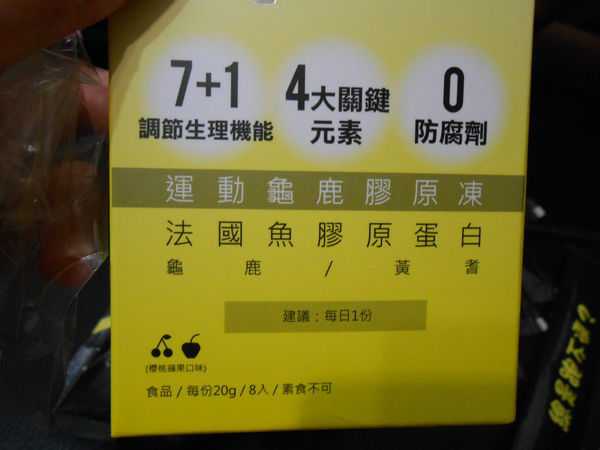 7+1
調節生理機能
4大關鍵
元素
0
防腐劑
運動龜鹿膠原凍
法國魚膠原蛋白
龜鹿/黃耆
建議：每日1份
(櫻桃蘋果口味)
食品/每份20g/8入/素食不可